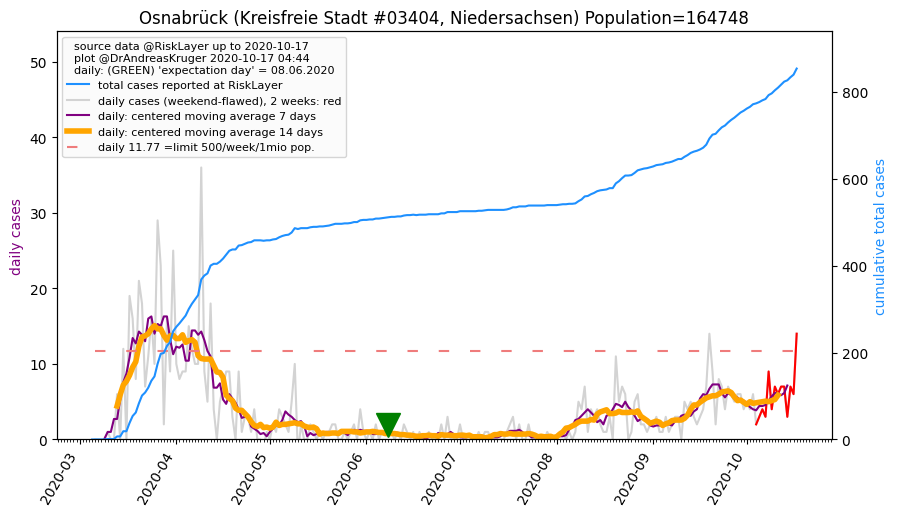 Osnabrück (Kreisfreie Stadt #03404, Niedersachsen) Population=164748
source data @RiskLayer up to 2020-10-17
plot @DrAndreasKruger 2020-10-17 04:44
daily: (GREEN) 'expectation day' = 08.06.2020
total cases reported at RiskLayer
daily cases (weekend-flawed), 2 weeks: red
daily: centered moving average 7 days
daily: centered moving average 14 days
daily 11.77 =limit 500/week/1mio pop.
daily cases
50
40
30
20
10
0
cumulative total cases
800
600
400
200
0
2020-03
2020-04
2020-05
2020-06
2020-07
2020-08
2020-09
2020-10